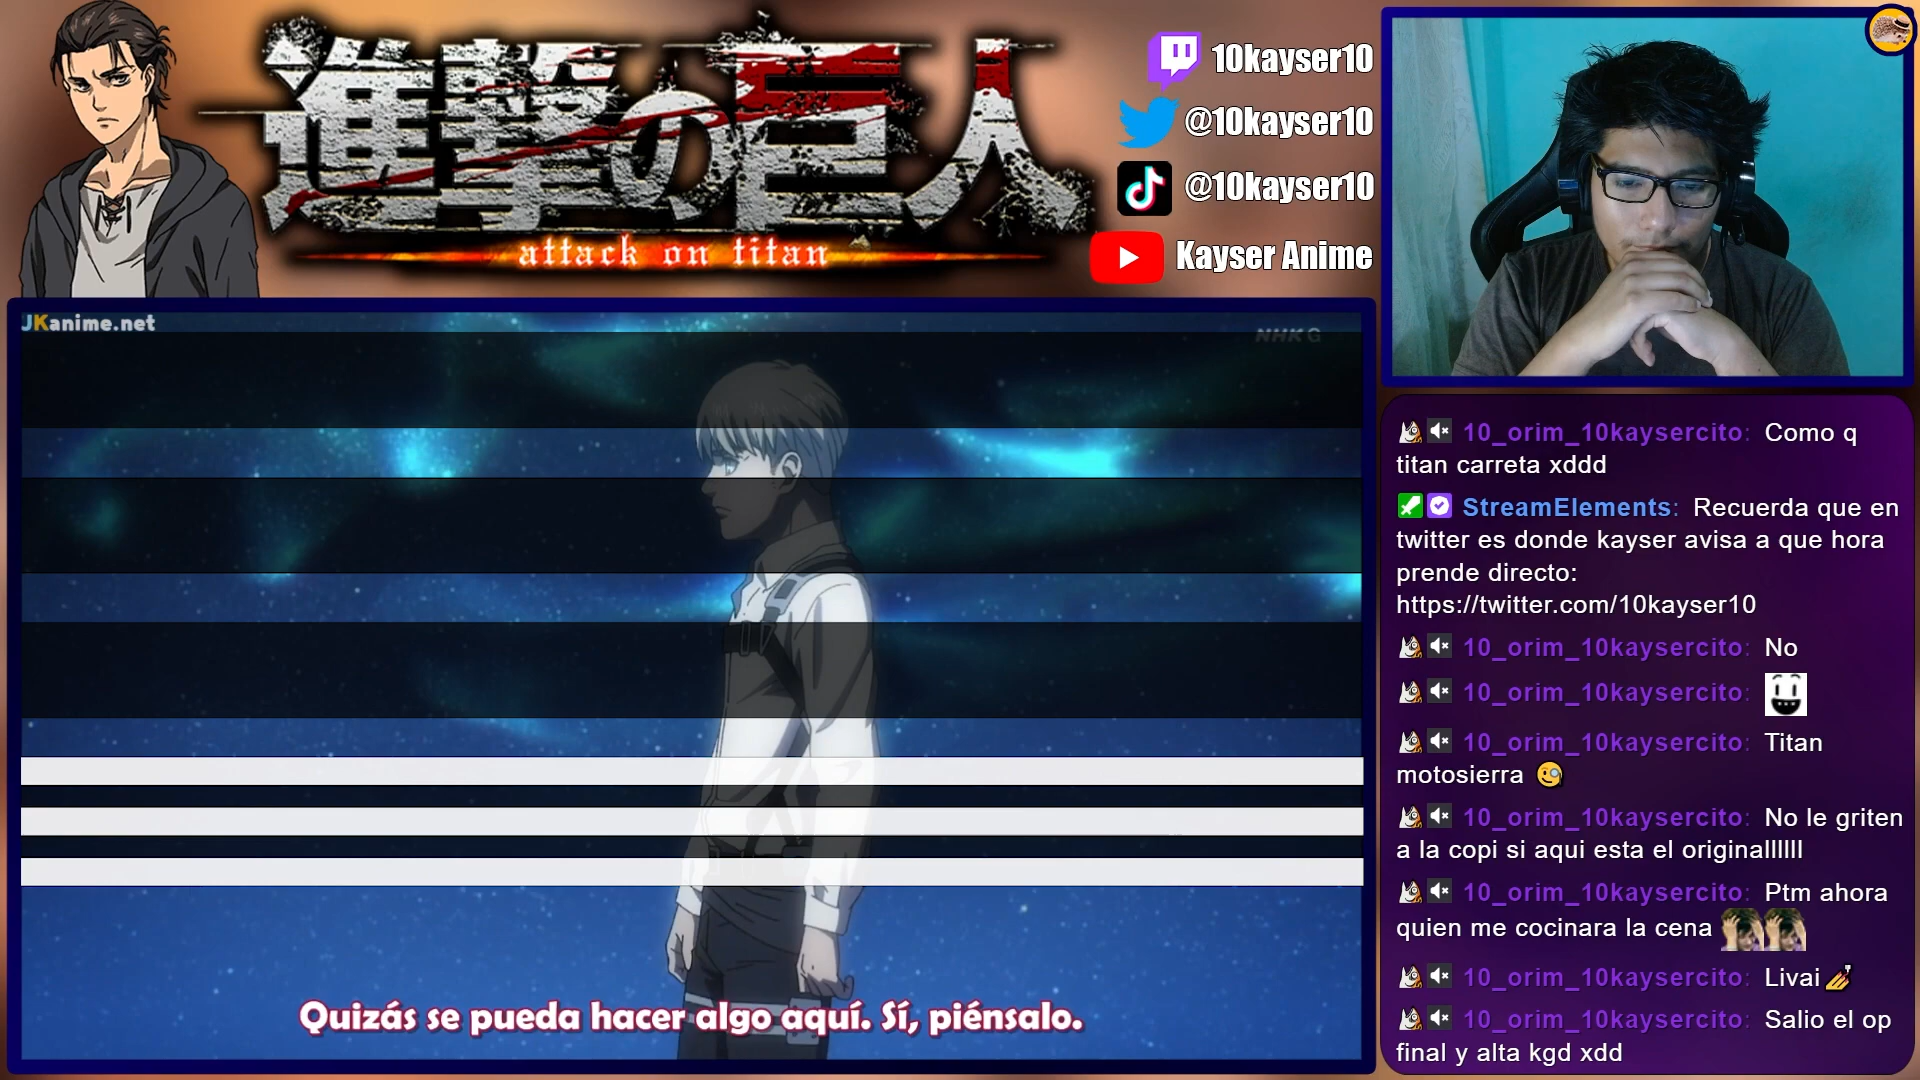 進撃の巨人
attack on titan
10kayser10
@10kayser10
@10kayser10
Kayser Anime
JKanime.net
NHK G
Quizás se pueda hacer algo aquí. Sí, piénsalo.
10_orim_10kaysercito: Como q
titan carreta xddd
StreamElements: Recuerda que en
twitter es donde kayser avisa a que hora
prende directo:
https://twitter.com/10kayser10
10_orim_10kaysercito: No
10_orim_10kaysercito:
10_orim_10kaysercito: Titan
motosierra 🧐
10_orim_10kaysercito: No le griten
a la copi si aqui esta el originallllll
10_orim_10kaysercito: Ptm ahora
quien me cocinara la cena
10_orim_10kaysercito: Livai💅
10_orim_10kaysercito: Salio el op
final y alta kgd xdd